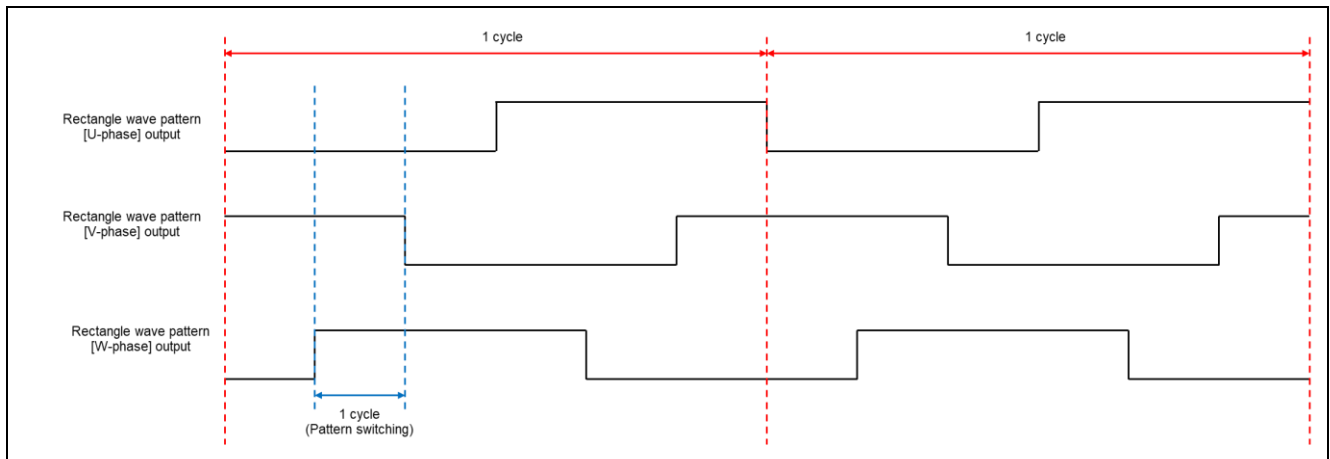 1 cycle
1 cycle
Rectangle wave pattern
[U-phase] output
Rectangle wave pattern
[V-phase] output
Rectangle wave pattern
[W-phase] output
1 cycle
(Pattern switching)